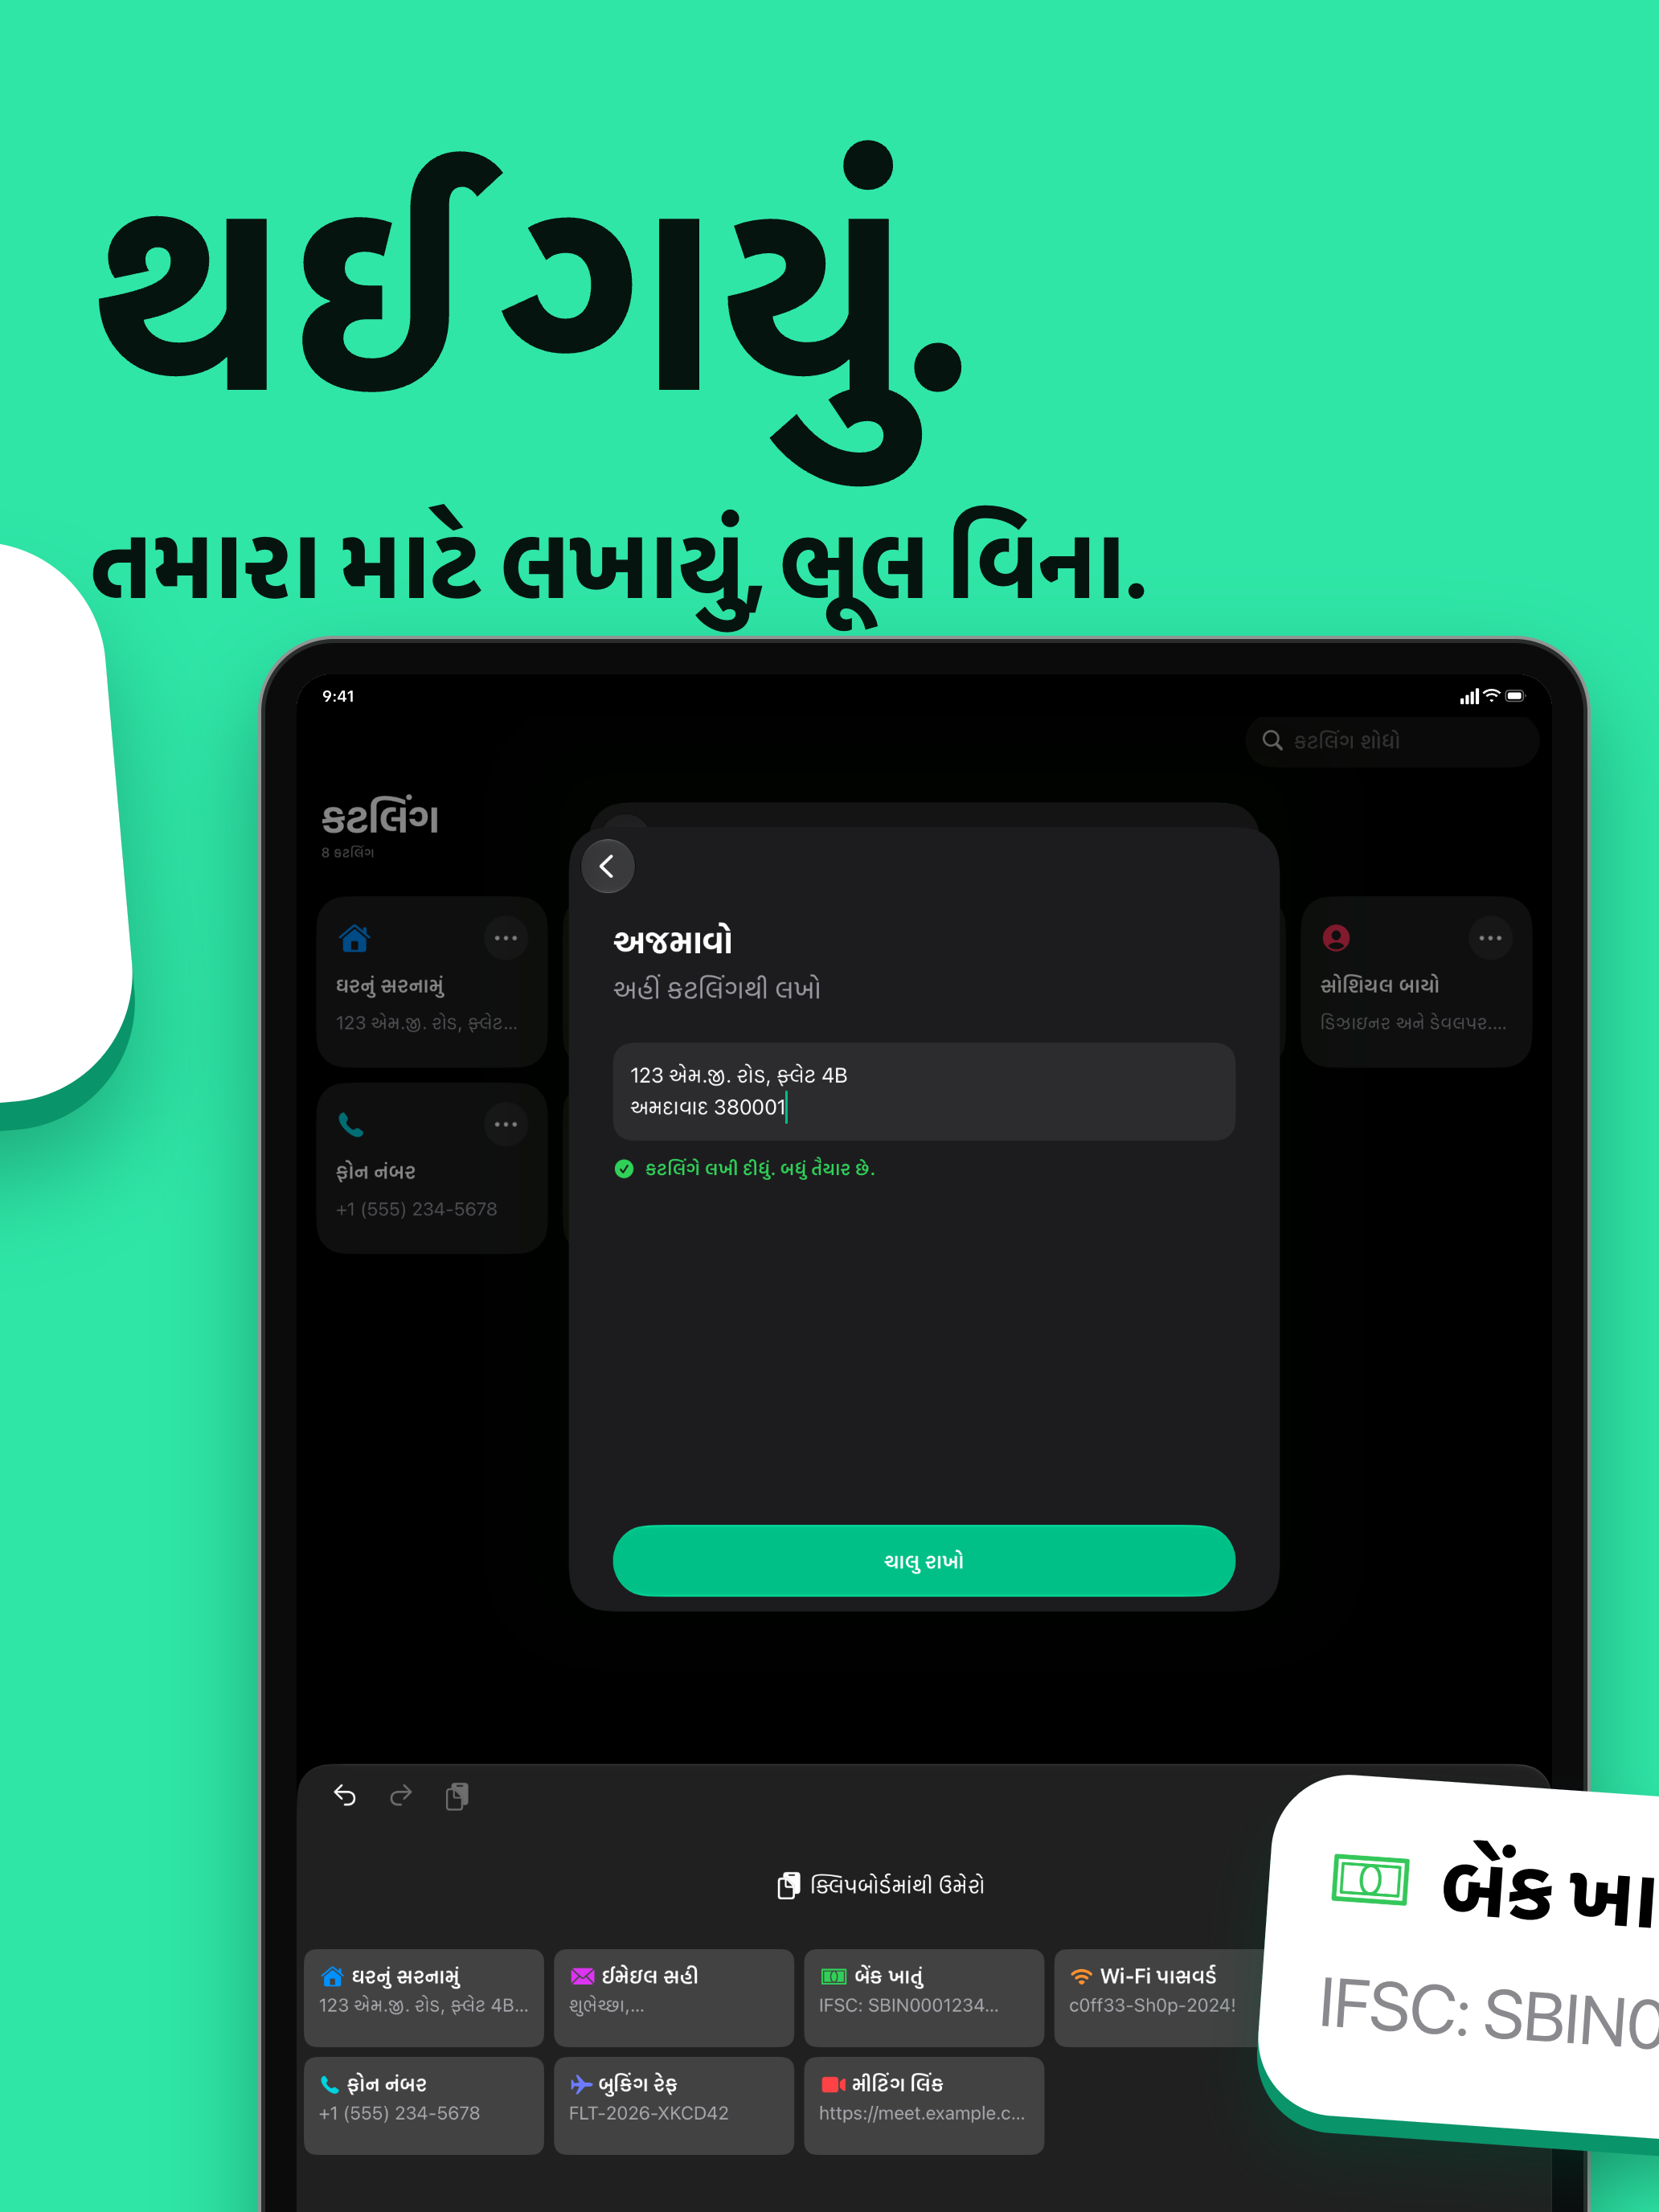 થઈ ગયું.
તમારા માટે લખાયું, ભૂલ વિના.
9:41
કટલિંગ શોધો
કટલિંગ
8 કટલિંગ
ઘરનું સરનામું
123 એમ.જી. રોડ, ફ્લેટ...
ફોન નંબર
+1 (555) 234-5678
સોશિયલ બાયો
ડિઝાઇનર અને ડેવલપર....
અજમાવો
અહીં કટલિંગથી લખો
123 એમ.જી. રોડ, ફ્લેટ 4B
અમદાવાદ 380001
કટલિંગે લખી દીધું. બધું તૈયાર છે.
ચાલુ રાખો
ક્લિપબોર્ડમાંથી ઉમેરો
ઘરનું સરનામું
123 એમ.જી. રોડ, ફ્લેટ 4B...
ઈમેઇલ સહી
શુભેચ્છા,...
બેંક ખાતું
IFSC: SBIN0001234...
Wi-Fi પાસવર્ડ
c0ff33-Sh0p-2024!
ફોન નંબર
+1 (555) 234-5678
બુકિંગ રેફ
FLT-2026-XKCD42
મીટિંગ લિંક
https://meet.example.c...
બેંક ખા
IFSC: SBIN0